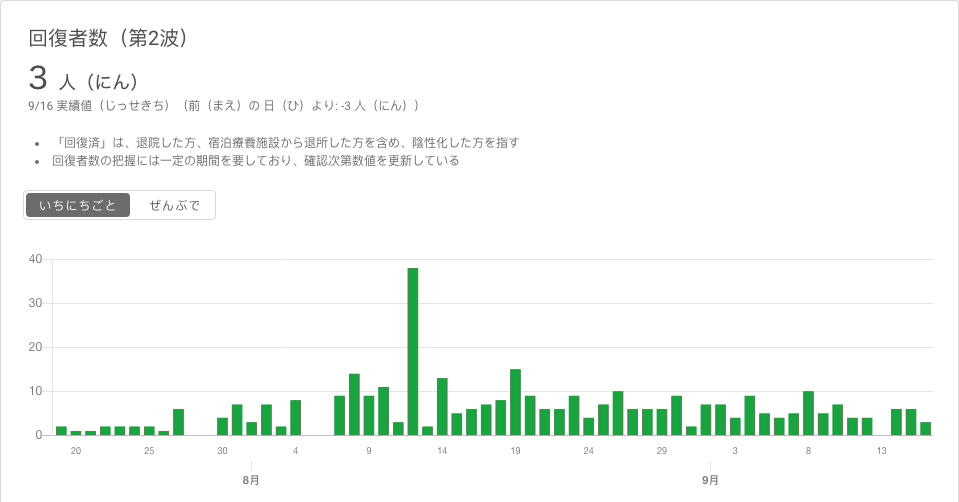 回復者数（第2波）
3 人（にん）
9/16 実績値（じっせきち）（前（まえ）の 日（ひ）より: -3 人（にん））
• 「回復済」は、退院した方、宿泊療養施設から退所した方を含め、陰性化した方を指す
• 回復者数の把握には一定の期間を要しており、確認次第数値を更新している
いちにちごと ぜんぶで
40
30
20
10
0
20 25 30 4 9 14 19 24 29 3 8 13
8月 9月